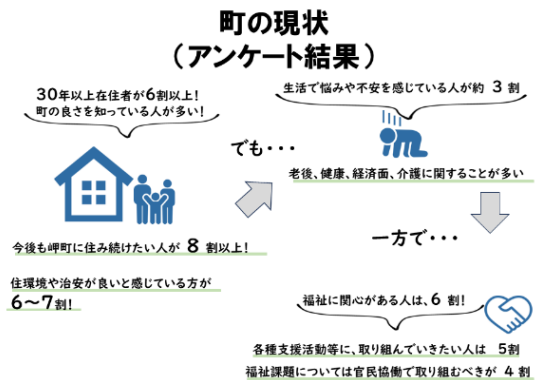 町の現状
（アンケート結果）
30年以上在住者が6割以上！
町の良さを知っている人が多い！
でも・・・
生活で悩みや不安を感じている人が約 3 割
老後、健康、経済面、介護に関することが多い
今後も岬町に住み続けたい人が 8 割以上！
住環境や治安が良いと感じている方が
6～7割！
一方で・・・
福祉に関心がある人は、6 割！
各種支援活動等に、取り組んでいきたい人は 5割
福祉課題については官民協働で取り組むべきが 4 割